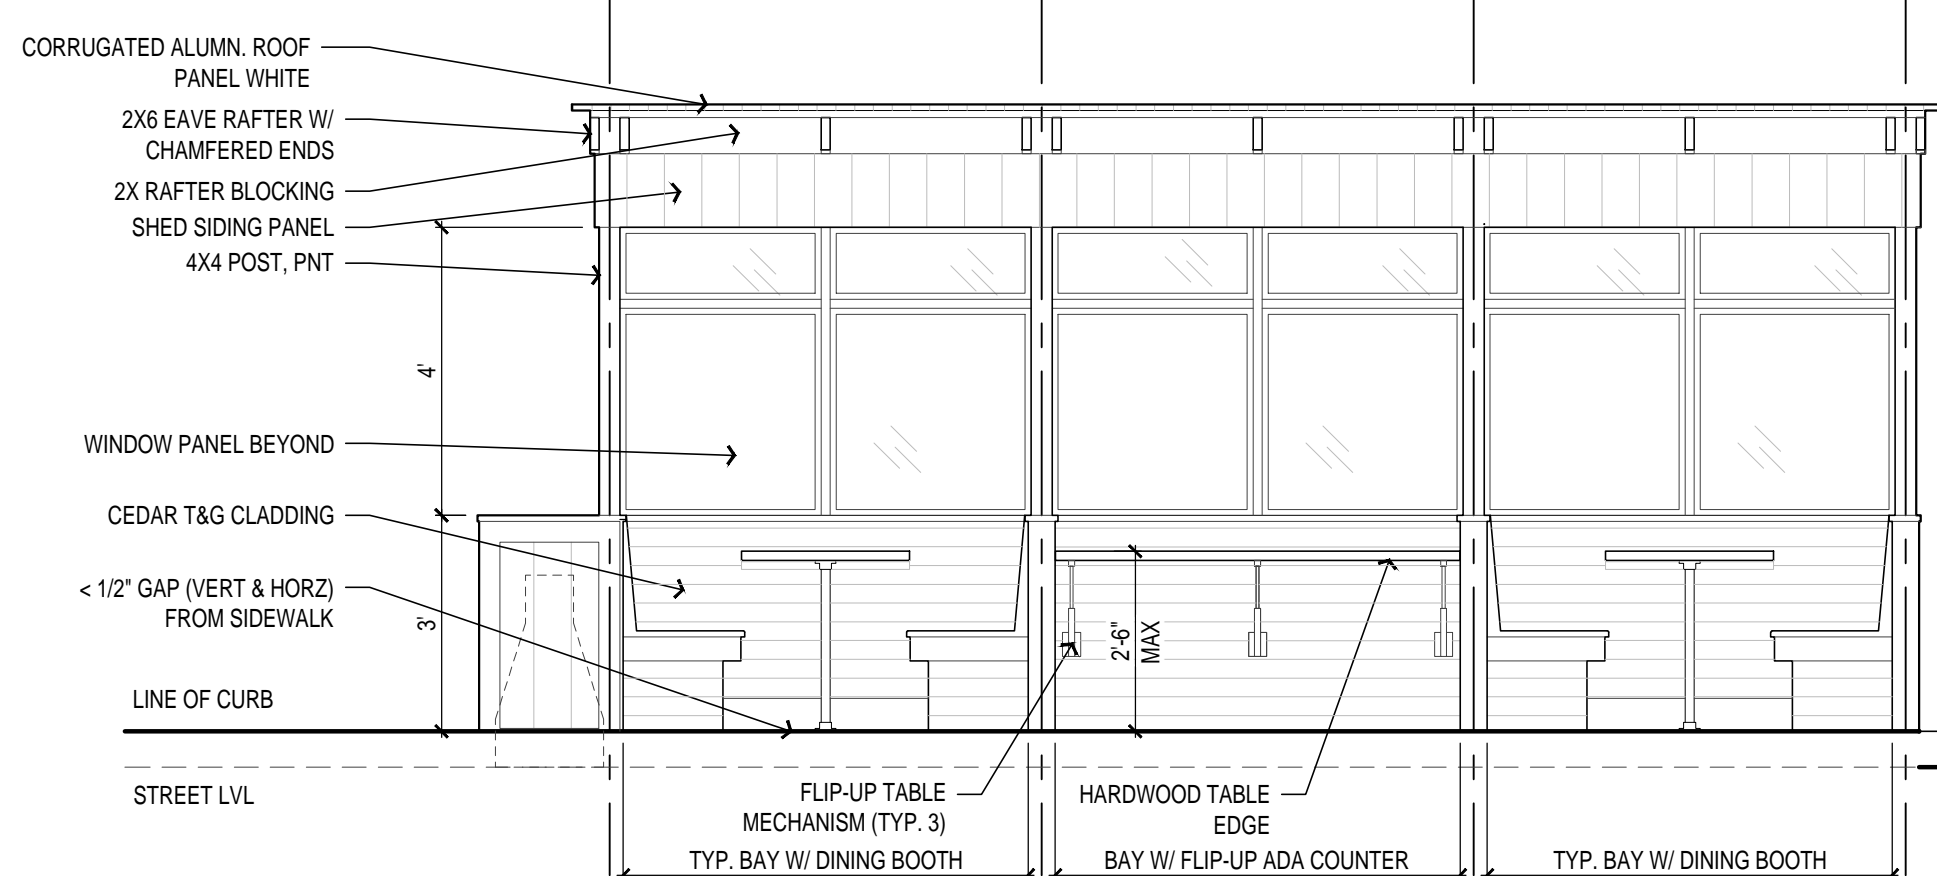 CORRUGATED ALUMN. ROOF
PANEL WHITE
2X6 EAVE RAFTER W/
CHAMFERED ENDS
2X RAFTER BLOCKING
SHED SIDING PANEL
4X4 POST, PNT
4'
WINDOW PANEL BEYOND
CEDAR T&G CLADDING
< 1/2" GAP (VERT & HORZ)
FROM SIDEWALK
3'
2'-6"
MAX
LINE OF CURB
STREET LVL
FLIP-UP TABLE
MECHANISM (TYP. 3)
HARDWOOD TABLE
EDGE
TYP. BAY W/ DINING BOOTH
BAY W/ FLIP-UP ADA COUNTER
TYP. BAY W/ DINING BOOTH